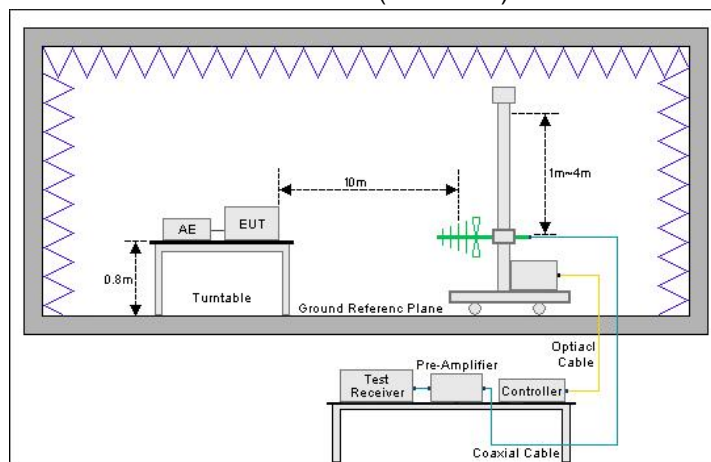 10m
1m~4m
AE
EUT
0.8m
Turntable
Ground Referenc Plane
Optiacl
Cable
Pre-Amplifier
Test
Receiver
Controller
Coaxial Cable